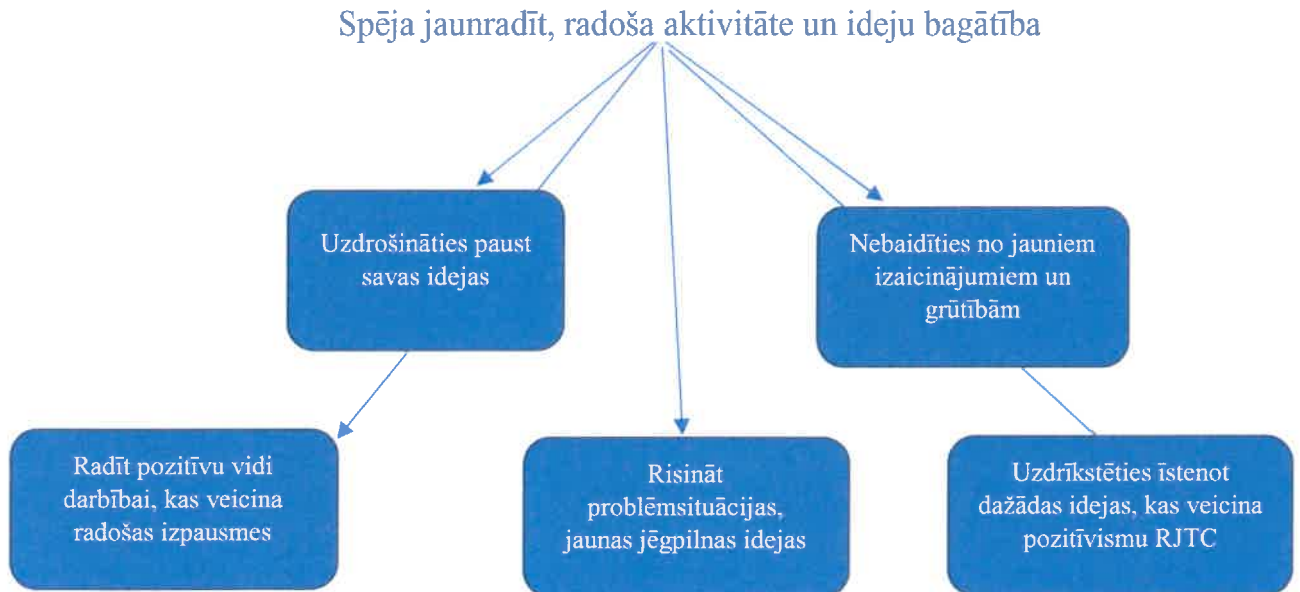 Spēja jaunradīt, radoša aktivitāte un ideju bagātība
Uzdrošināties paust
savas idejas
Nebaidīties no jauniem
izaicinājumiem un
grūtībām
Radīt pozitīvu vidi
darbībai, kas veicina
radošas izpausmes
Risināt
problēmsituācijas,
jaunas jēgpilnas idejas
Uzdrīkstēties īstenot
dažādas idejas, kas veicina
pozitīvismu RJTC